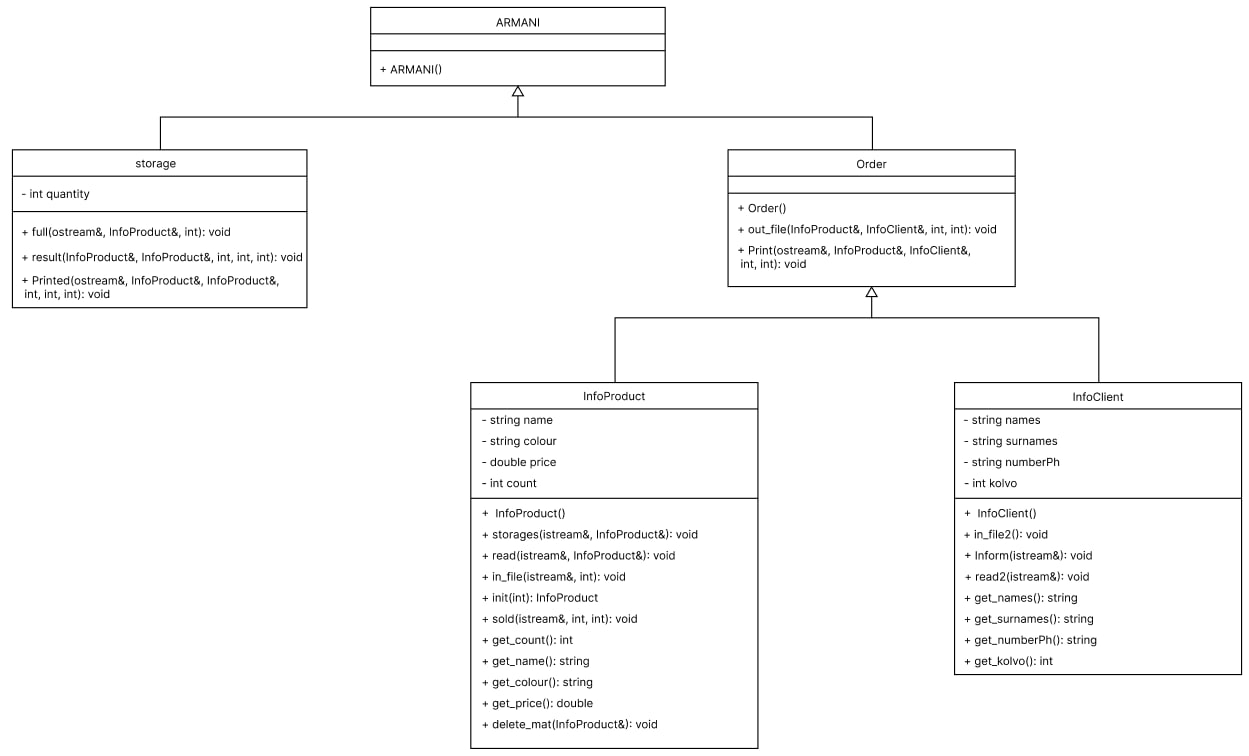 ARMANI
+ ARMANI()
storage
- int quantity
+ full(ostream&, InfoProduct&, int): void
+ result(InfoProduct&, InfoProduct&, int, int, int): void
+ Printed(ostream&, InfoProduct&, InfoProduct&,
int, int, int): void
Order
+ Order()
+ out_file(InfoProduct&, InfoClient&, int, int): void
+ Print(ostream&, InfoProduct&, InfoClient&,
int, int): void
InfoProduct
- string name
- string colour
- double price
- int count
+ InfoProduct()
+ storages(istream&, InfoProduct&): void
+ read(istream&, InfoProduct&): void
+ in_file(istream&, int): void
+ init(int): InfoProduct
+ sold(istream&, int, int): void
+ get_count(): int
+ get_name(): string
+ get_colour(): string
+ get_price(): double
+ delete_mat(InfoProduct&): void
InfoClient
- string names
- string surnames
- string numberPh
- int kolvo
+ InfoClient()
+ in_file2(): void
+ Inform(istream&): void
+ read2(istream&): void
+ get_names(): string
+ get_surnames(): string
+ get_numberPh(): string
+ get_kolvo(): int